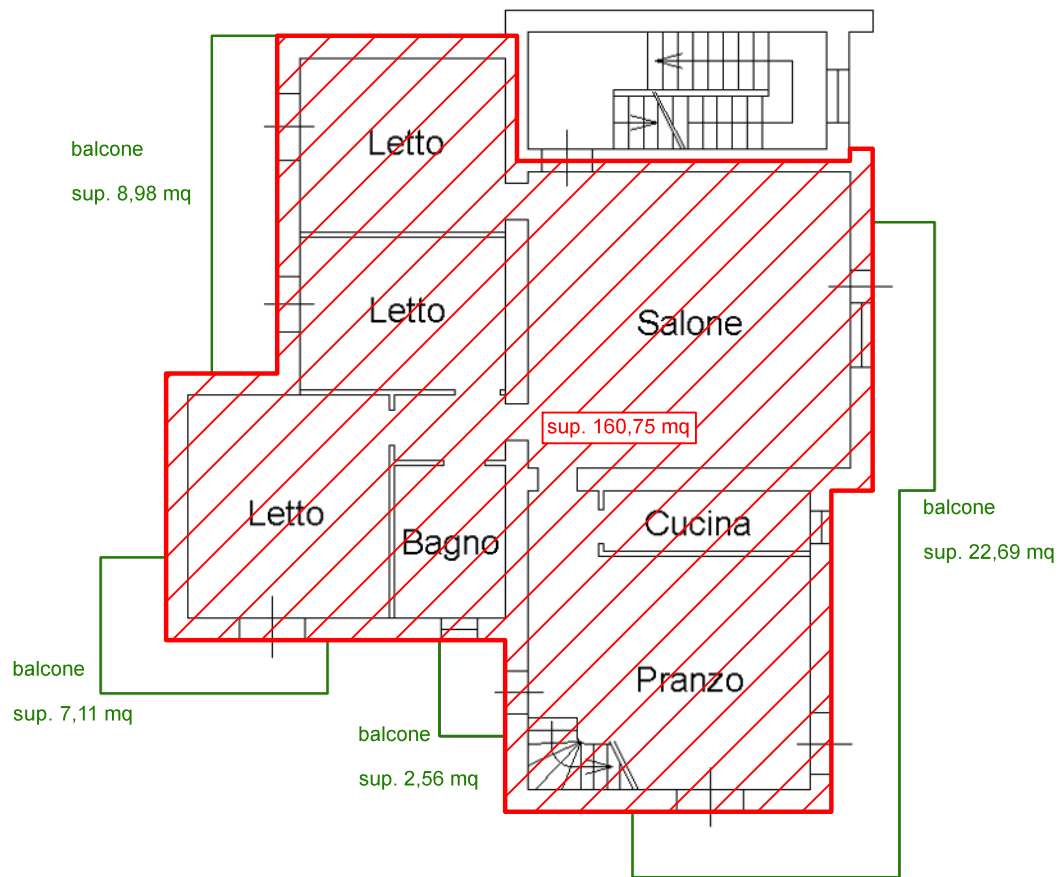 Letto
balcone
sup. 8,98 mq
Letto
Salone
sup. 160,75 mq
Letto
Bagno
Cucina
balcone
sup. 22,69 mq
Pranzo
balcone
sup. 7,11 mq
balcone
sup. 2,56 mq